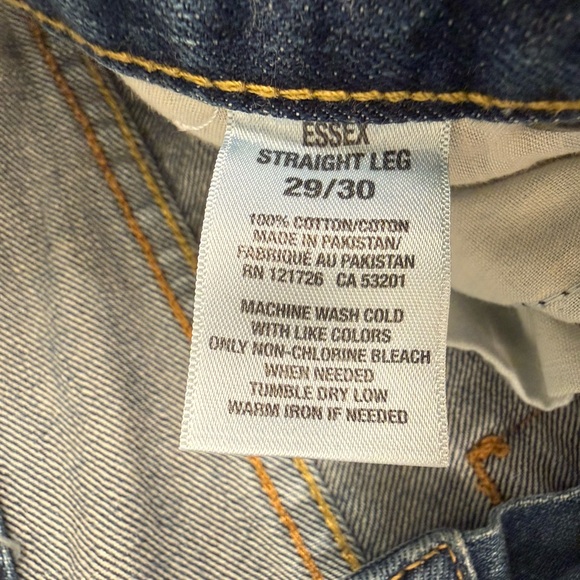 ESSEX
STRAIGHT LEG
29/30
100% COTTON/COTON
MADE IN PAKISTAN/
FABRIQUÉ AU PAKISTAN
RN 121726 CA 53201
MACHINE WASH COLD
WITH LIKE COLORS
ONLY NON-CHLORINE BLEACH
WHEN NEEDED
TUMBLE DRY LOW
WARM IRON IF NEEDED